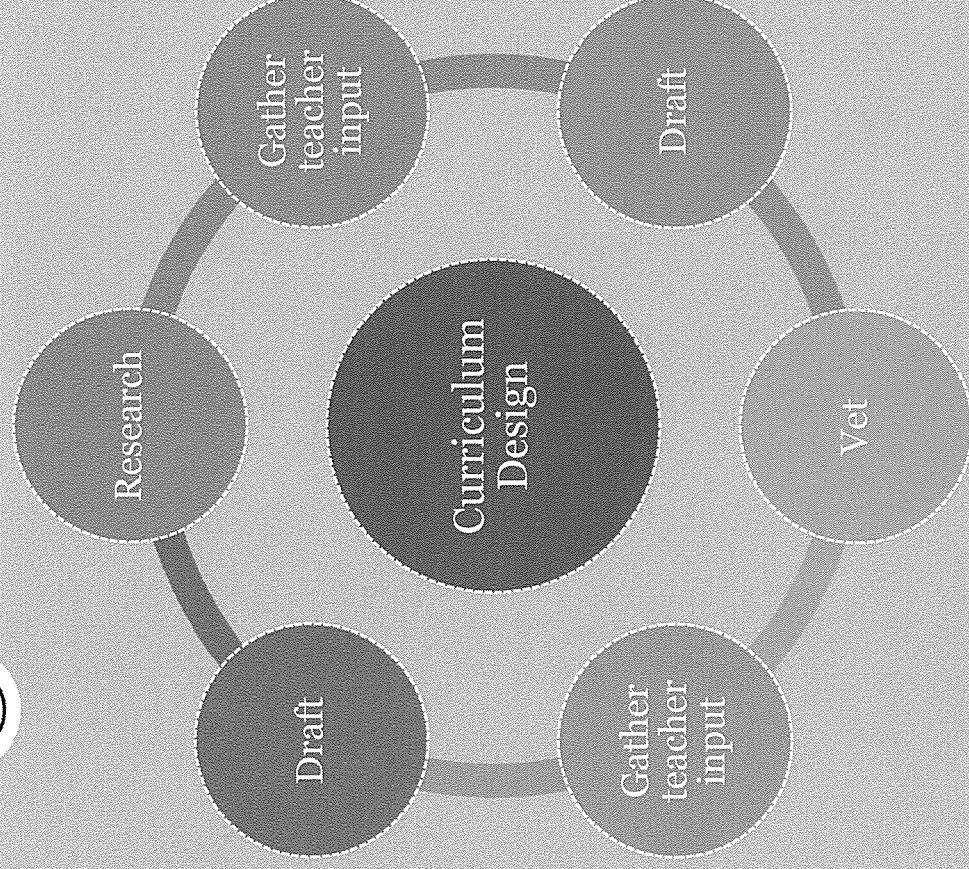 Research
Draft
Gather
teacher
input
Curriculum
Design
Gather
teacher
input
Draft
Vet